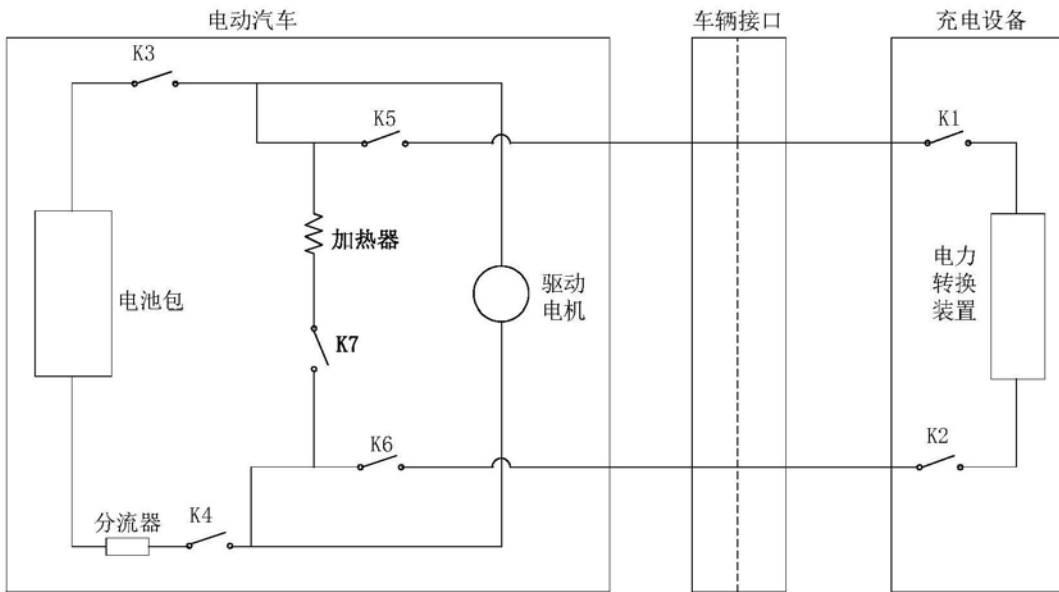 电动汽车
车辆接口
充电设备
K3
K5
K1
加热器
电池包
驱动
电机
电力
转换
装置
K7
K6
K2
分流器
K4